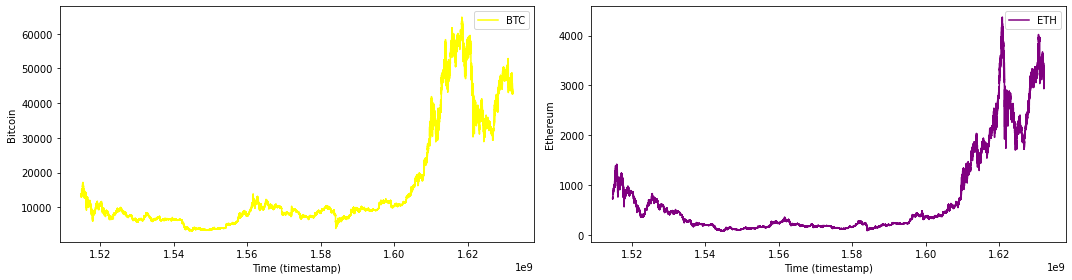 BTC
60000
50000
40000
30000
20000
10000
Bitcoin
1.52
1.54
1.56
1.58
1.60
1.62
1e9
Time (timestamp)
ETH
4000
3000
2000
1000
0
Ethereum
1.52
1.54
1.56
1.58
1.60
1.62
1e9
Time (timestamp)